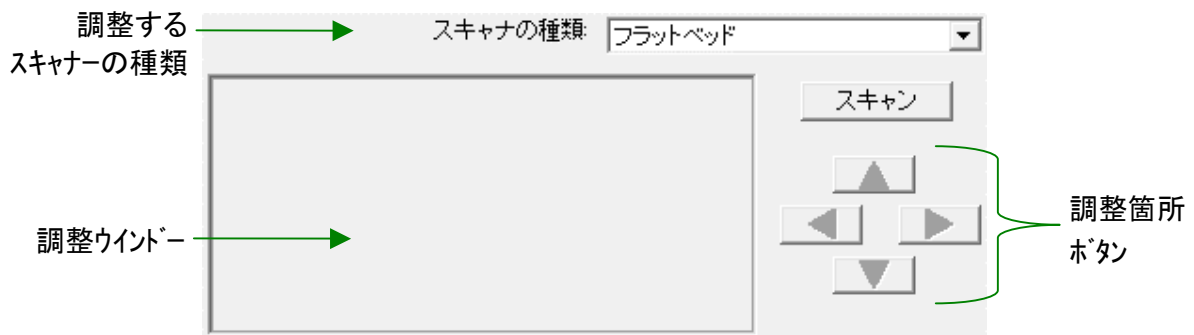 調整する
スキャナーの種類
スキャナの種類:
フラットベッド
スキャン
調整ウインドー
調整箇所
ボタン